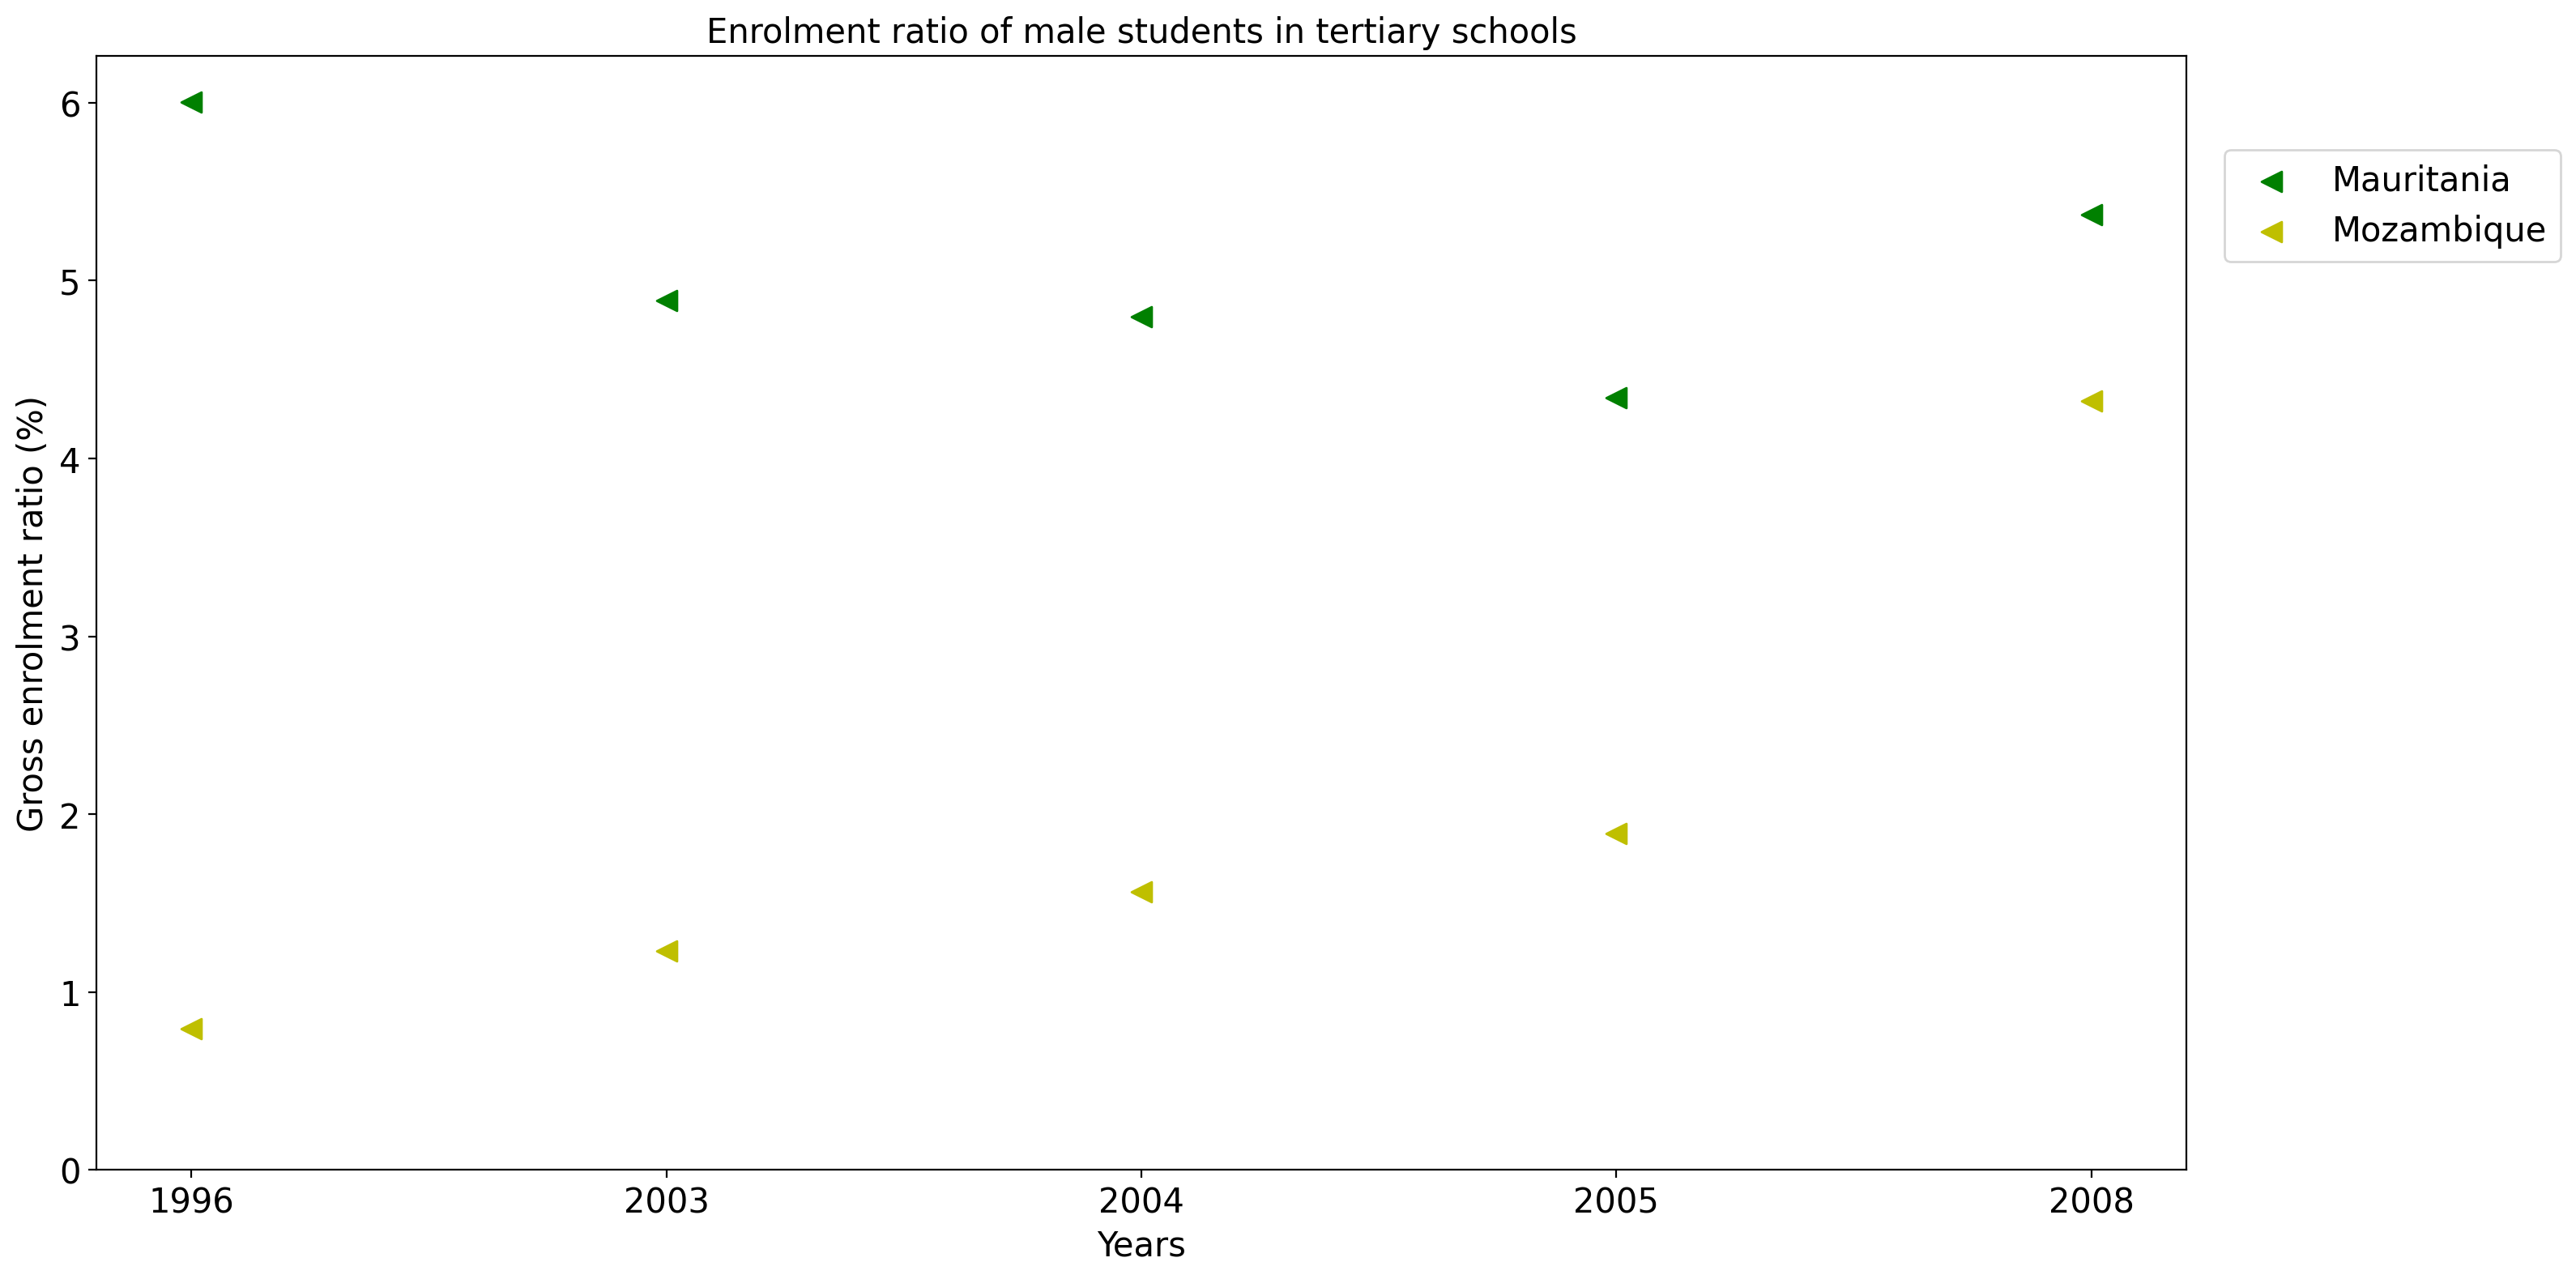 Enrolment ratio of male students in tertiary schools
Gross enrolment ratio (%)
6
5
4
3
2
1
0
1996 2003 2004 2005 2008
Years
Mauritania
Mozambique